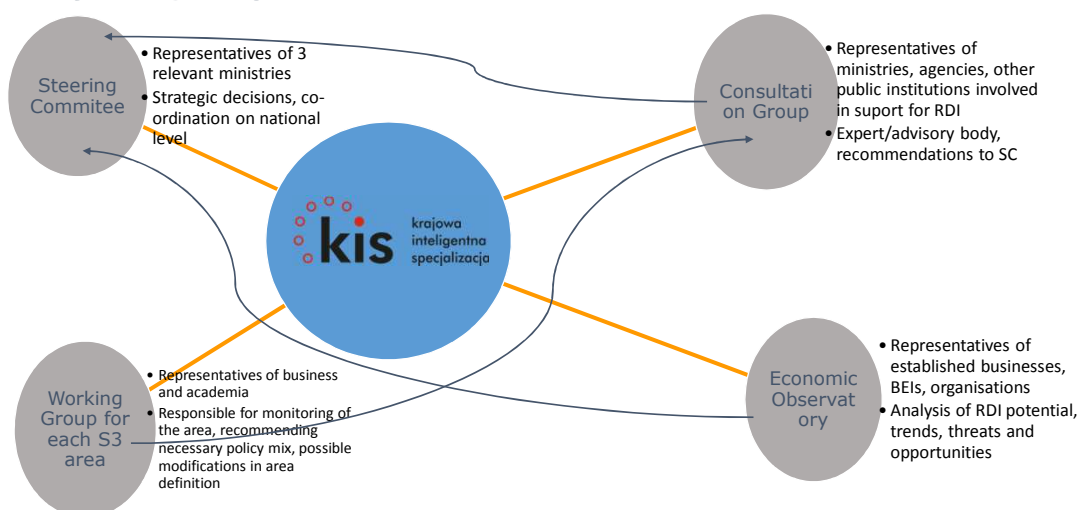 Steering
Commitee
• Representatives of 3
relevant ministries
• Strategic decisions, co-
ordination on national
level
Consultati
on Group
• Representatives of
ministries, agencies, other
public institutions involved
in suport for RDI
• Expert/advisory body,
recommendations to SC
kis
krajowa
inteligentna
specjalizacja
Working
Group for
each S3
area
• Representatives of business
and academia
• Responsible for monitoring of
the area, recommending
necessary policy mix, possible
modifications in area
definition
Economic
Observat
ory
• Representatives of
established businesses,
BEIs, organisations
• Analysis of RDI potential,
trends, threats and
opportunities